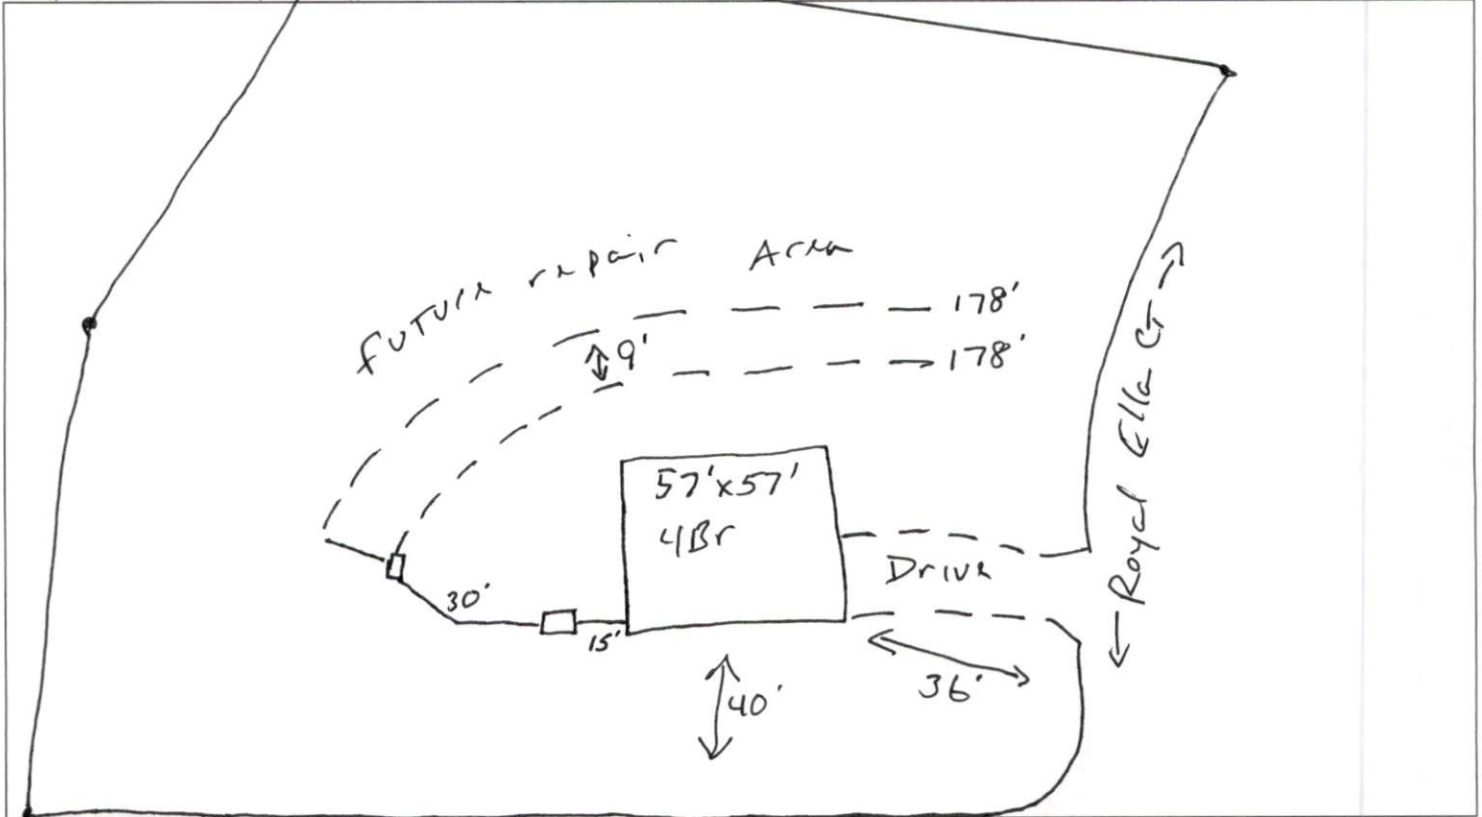 Future repair Area
178'
9'
178'
57'x57'
4Br
Drive
30'
15'
36'
40'
Royal Ella Ct